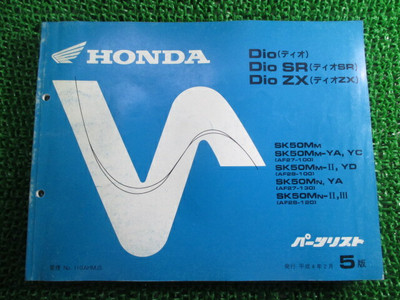 HONDA
Dio(ディオ)
Dio SR(ディオSR)
Dio ZX(ディオZX)
SK50MM
SK50MM-YA, YC
(AF27-100)
SK50MM-II, YD
(AF28-100)
SK50MN, YA
(AF27-130)
SK50MN-II,III
(AF28-120)
パーツリスト
5版